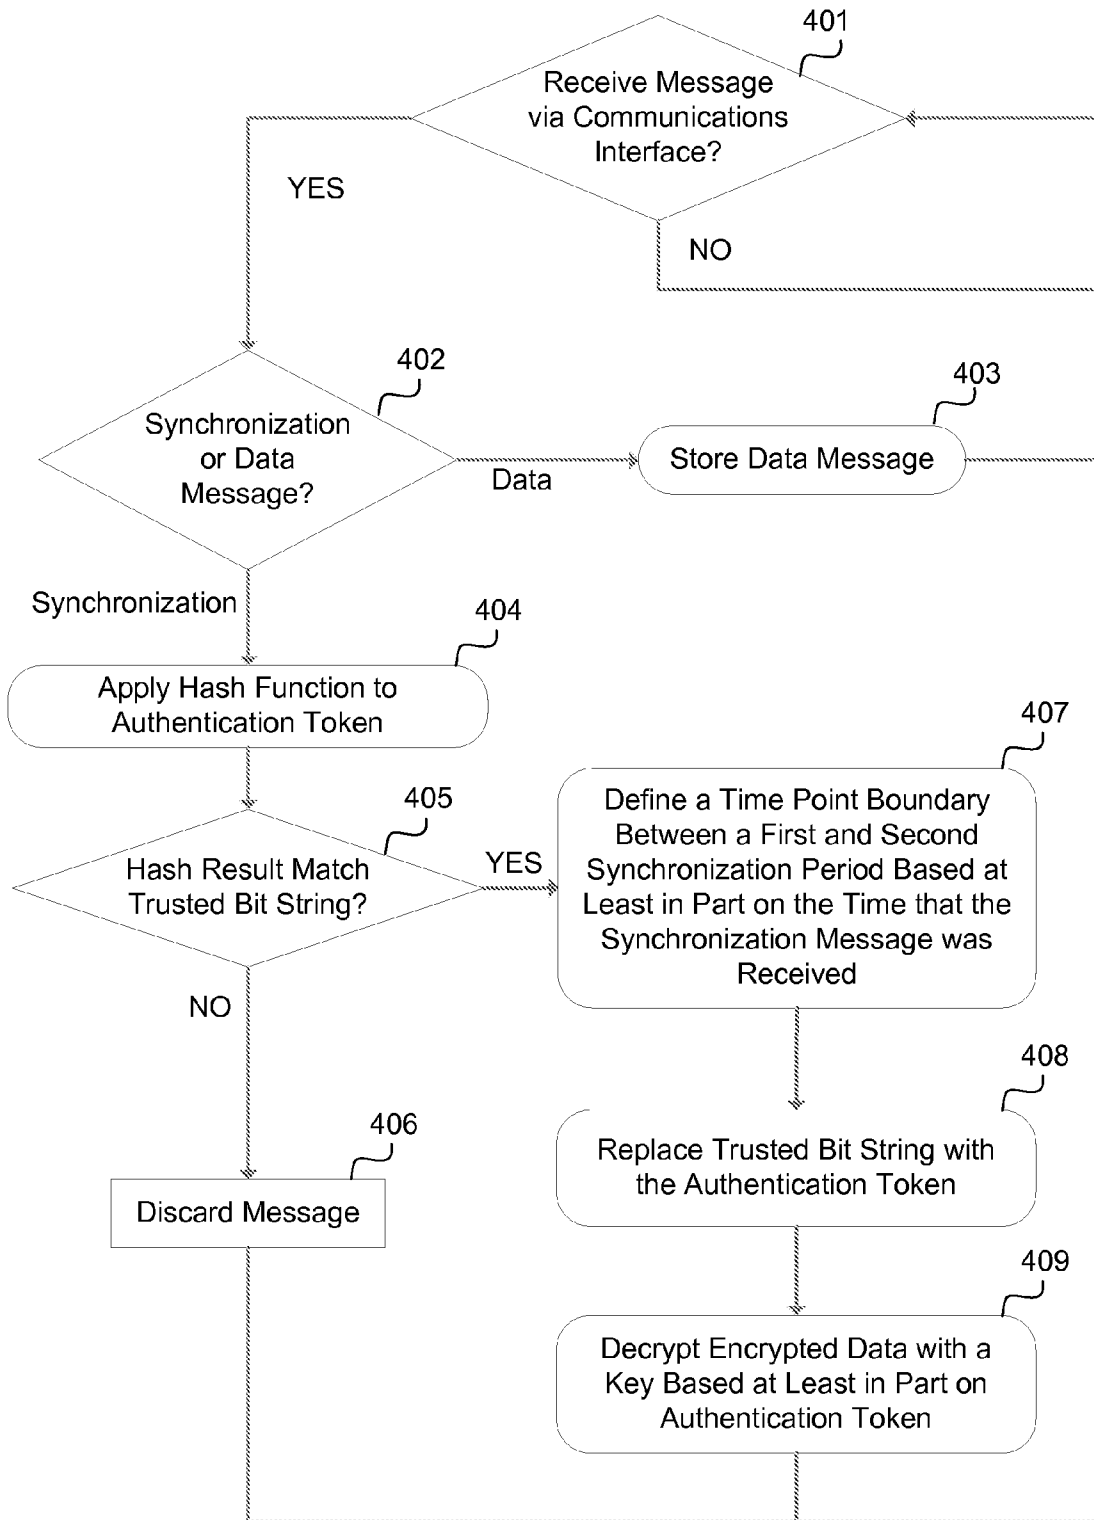 401
Receive Message
via Communications
Interface?
YES
NO
402
Synchronization
or Data
Message?
Data
403
Store Data Message
Synchronization
404
Apply Hash Function to
Authentication Token
405
Hash Result Match
Trusted Bit String?
YES
NO
407
Define a Time Point Boundary
Between a First and Second
Synchronization Period Based at
Least in Part on the Time that the
Synchronization Message was
Received
406
Discard Message
408
Replace Trusted Bit String with
the Authentication Token
409
Decrypt Encrypted Data with a
Key Based at Least in Part on
Authentication Token